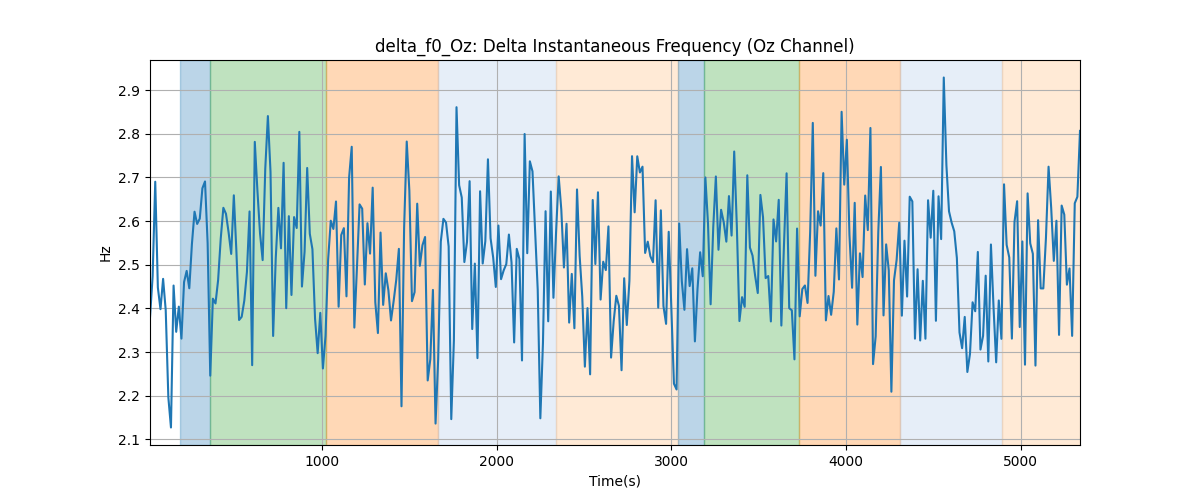 delta_f0_Oz: Delta Instantaneous Frequency (Oz Channel)
2.9
2.8
2.7
2.6
2.5
2.4
2.3
2.2
2.1
Hz
1000 2000 3000 4000 5000
Time(s)